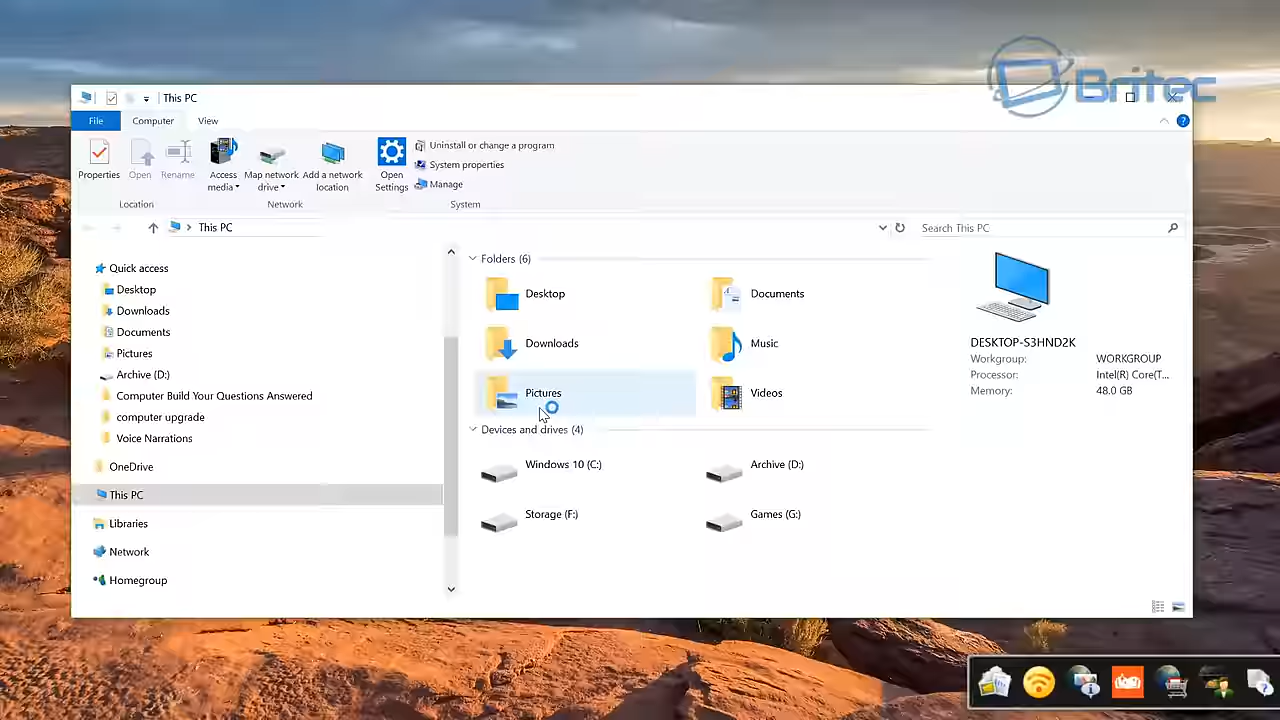 Britec
This PC
File Computer View
Properties Open Rename Access media Map network drive Add a network location Open Settings Uninstall or change a program
System properties
Manage
Location Network System
This PC Search This PC
Quick access
Desktop
Downloads
Documents
Pictures
Archive (D:)
Computer Build Your Questions Answered
computer upgrade
Voice Narrations
OneDrive
This PC
Libraries
Network
Homegroup
Folders (6)
Desktop Documents
Downloads Music
Pictures Videos
Devices and drives (4)
Windows 10 (C:) Archive (D:)
Storage (F:) Games (G:)
DESKTOP-S3HND2K
Workgroup: WORKGROUP
Processor: Intel(R) Core(T...
Memory: 48.0 GB